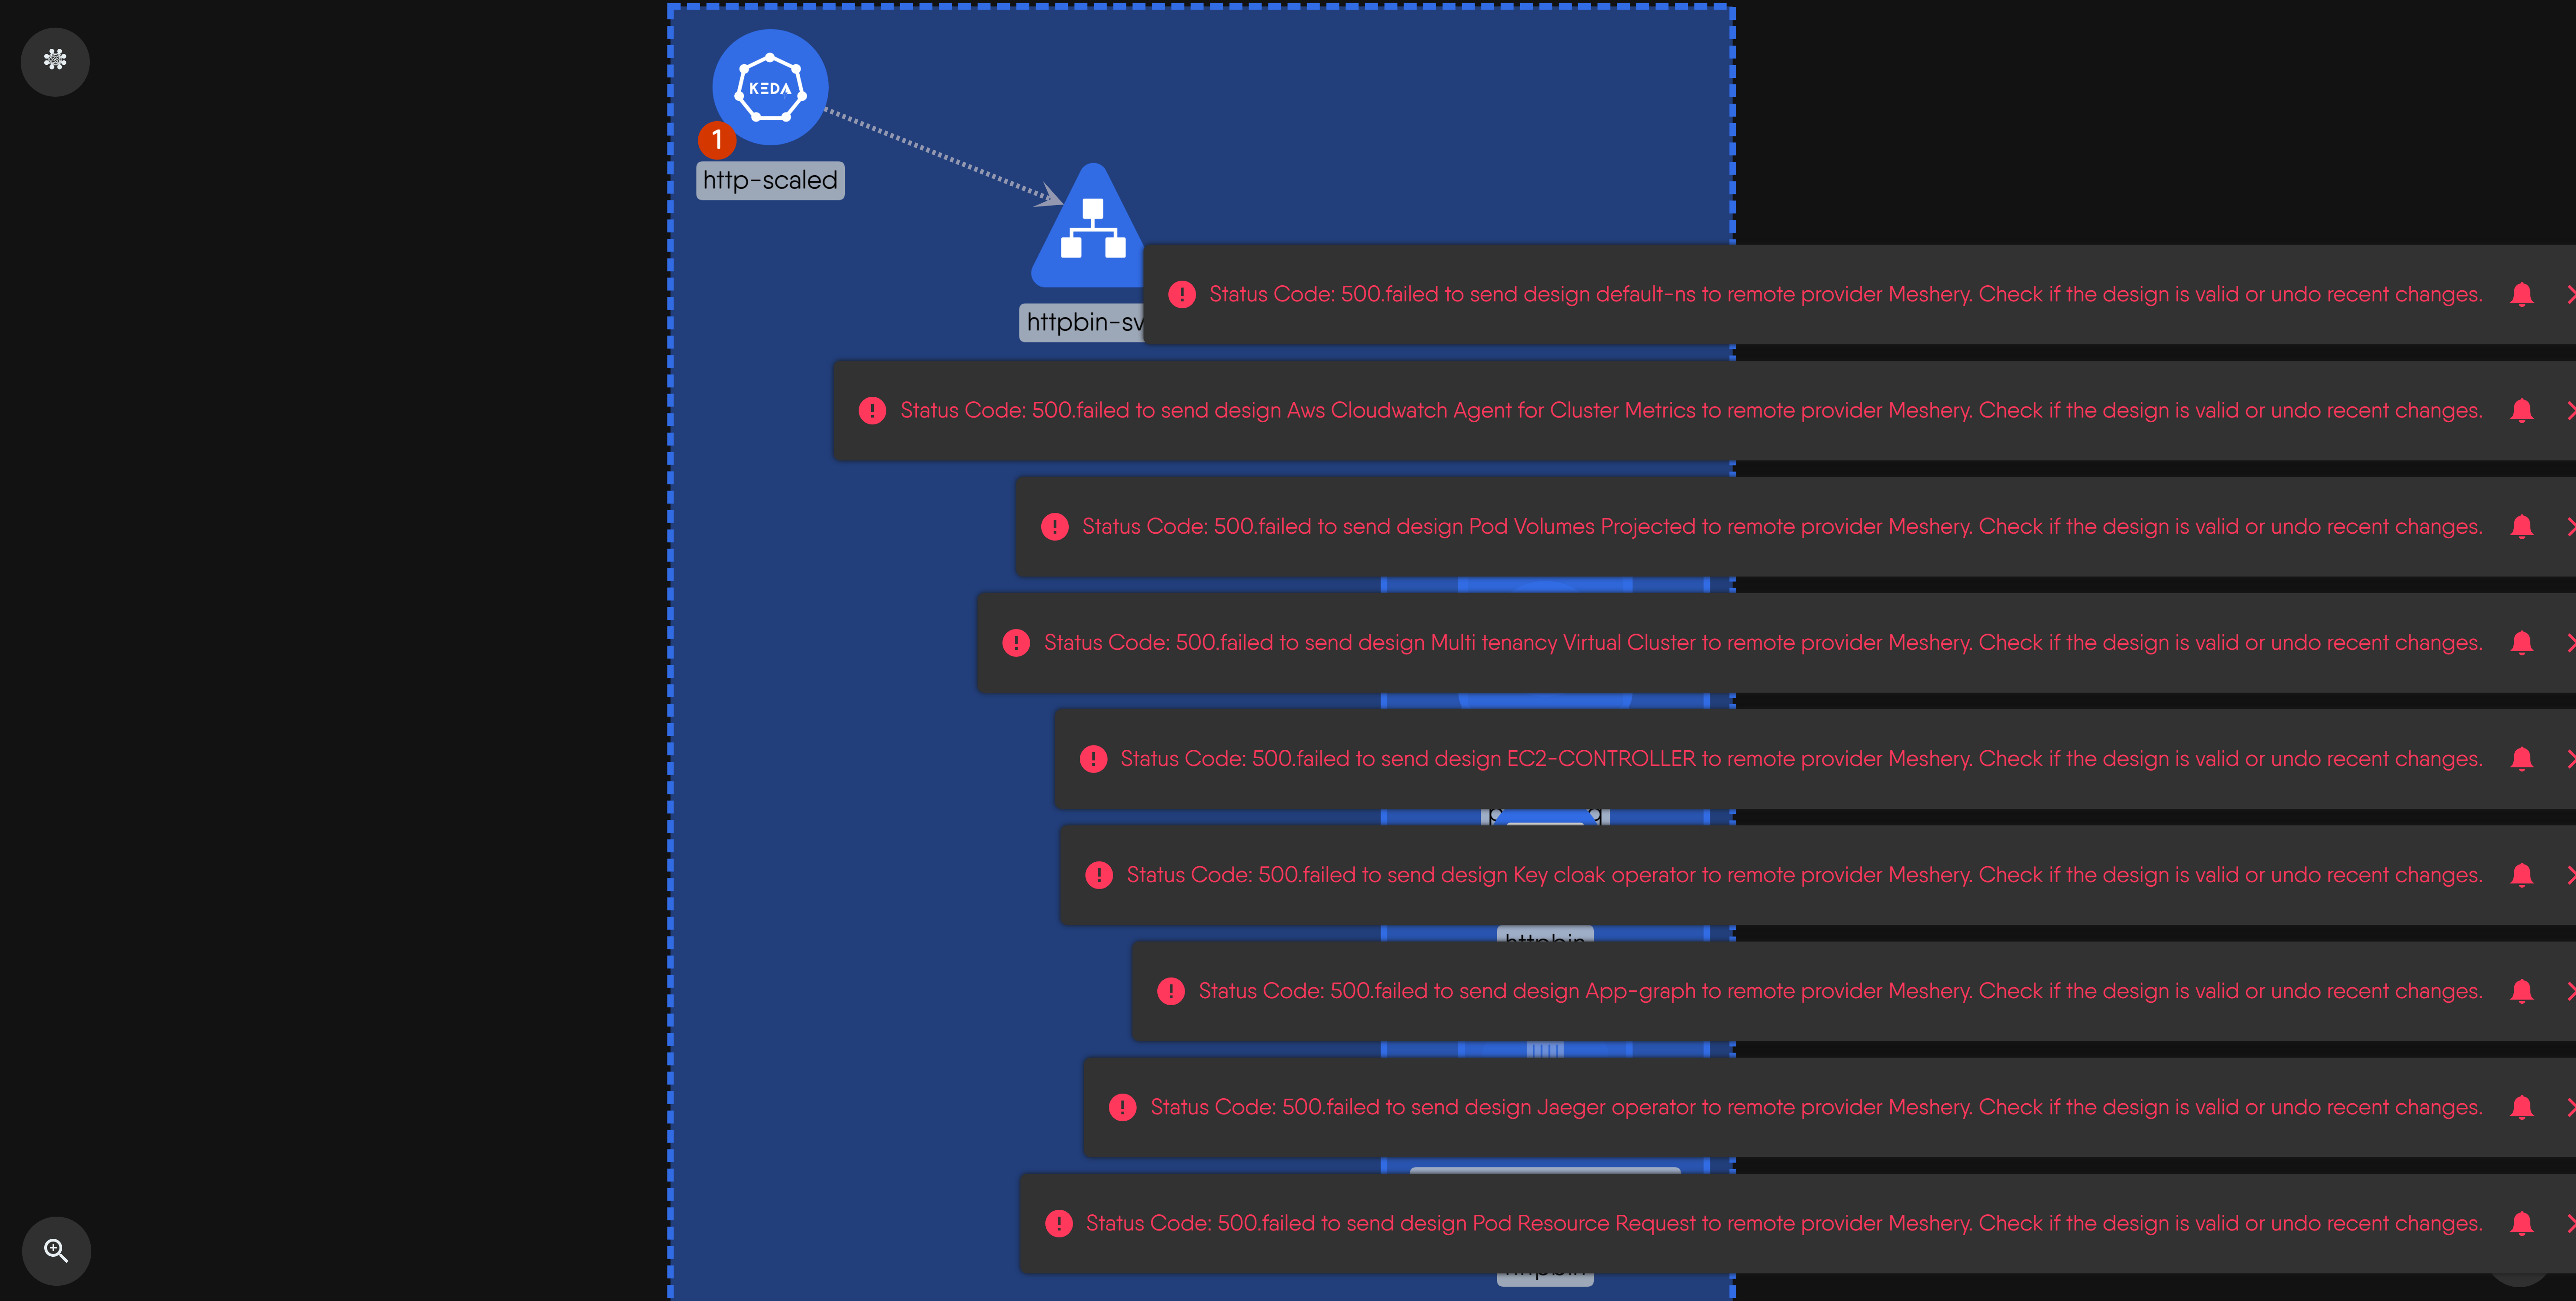 KEDA
1
http-scaled
httpbin-sv
Status Code: 500.failed to send design default-ns to remote provider Meshery. Check if the design is valid or undo recent changes.
Status Code: 500.failed to send design Aws Cloudwatch Agent for Cluster Metrics to remote provider Meshery. Check if the design is valid or undo recent changes.
Status Code: 500.failed to send design Pod Volumes Projected to remote provider Meshery. Check if the design is valid or undo recent changes.
Status Code: 500.failed to send design Multi tenancy Virtual Cluster to remote provider Meshery. Check if the design is valid or undo recent changes.
Status Code: 500.failed to send design EC2-CONTROLLER to remote provider Meshery. Check if the design is valid or undo recent changes.
Status Code: 500.failed to send design Key cloak operator to remote provider Meshery. Check if the design is valid or undo recent changes.
httpbin
Status Code: 500.failed to send design App-graph to remote provider Meshery. Check if the design is valid or undo recent changes.
Status Code: 500.failed to send design Jaeger operator to remote provider Meshery. Check if the design is valid or undo recent changes.
Status Code: 500.failed to send design Pod Resource Request to remote provider Meshery. Check if the design is valid or undo recent changes.
httpbin